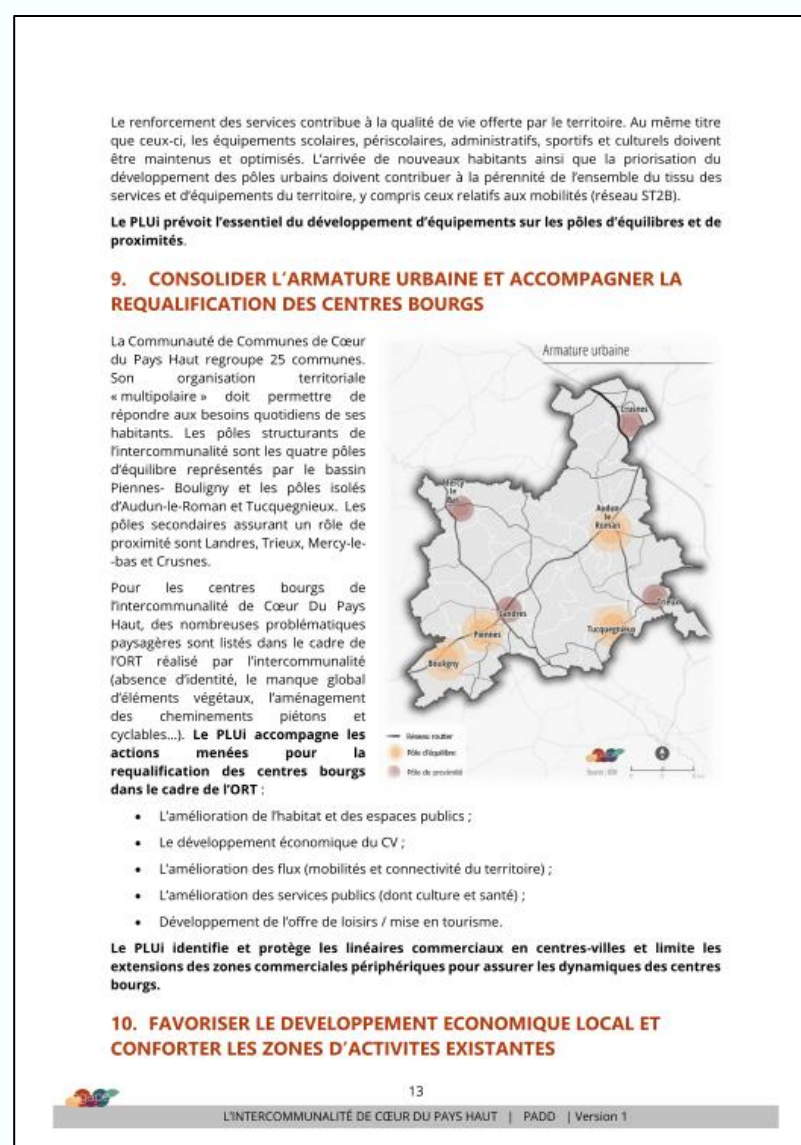 Le renforcement des services contribue à la qualité de vie offerte par le territoire. Au même titre
que ceux-ci, les équipements scolaires, périscolaires, administratifs, sportifs et culturels doivent
être maintenus et optimisés. L'arrivée de nouveaux habitants ainsi que la priorisation du
développement des pôles urbains doivent contribuer à la pérennité de l'ensemble du tissu des
services et d'équipements du territoire, y compris ceux relatifs aux mobilités (réseau ST2B).
Le PLUi prévoit l'essentiel du développement d'équipements sur les pôles d'équilibres et de
proximités.
9. CONSOLIDER L'ARMATURE URBAINE ET ACCOMPAGNER LA
REQUALIFICATION DES CENTRES BOURGS
La Communauté de Communes de Cœur
du Pays Haut regroupe 25 communes.
Son organisation territoriale
« multipolaire » doit permettre de
répondre aux besoins quotidiens de ses
habitants. Les pôles structurants de
l'intercommunalité sont les quatre pôles
d'équilibre représentés par le bassin
Piennes- Bouligny et les pôles isolés
d'Audun-le-Roman et Tucquegnieux. Les
pôles secondaires assurant un rôle de
proximité sont Landres, Trieux, Mercy-le-
-bas et Crusnes.
Pour les centres bourgs de
l'intercommunalité de Cœur Du Pays
Haut, des nombreuses problématiques
paysagères sont listés dans le cadre de
l'ORT réalisé par l'intercommunalité
(absence d'identité, le manque global
d'éléments végétaux, l'aménagement
des cheminements piétons et
cyclables...). Le PLUi accompagne les
actions menées pour la
requalification des centres bourgs
dans le cadre de l'ORT :
Armature urbaine
Crusnes
Mercy
le
Bas
Audun
le
Roman
Trieux
Landres
Tucquegnieux
Piennes
Bouligny
Réseau routier
Pôle d'équilibre
Pôle de proximité
• L'amélioration de l'habitat et des espaces publics ;
• Le développement économique du CV ;
• L'amélioration des flux (mobilités et connectivité du territoire) ;
• L'amélioration des services publics (dont culture et santé) ;
• Développement de l'offre de loisirs / mise en tourisme.
Le PLUi identifie et protège les linéaires commerciaux en centres-villes et limite les
extensions des zones commerciales périphériques pour assurer les dynamiques des centres
bourgs.
10. FAVORISER LE DEVELOPPEMENT ECONOMIQUE LOCAL ET
CONFORTER LES ZONES D'ACTIVITES EXISTANTES
13
L'INTERCOMMUNALITÉ DE CŒUR DU PAYS HAUT | PADD | Version 1